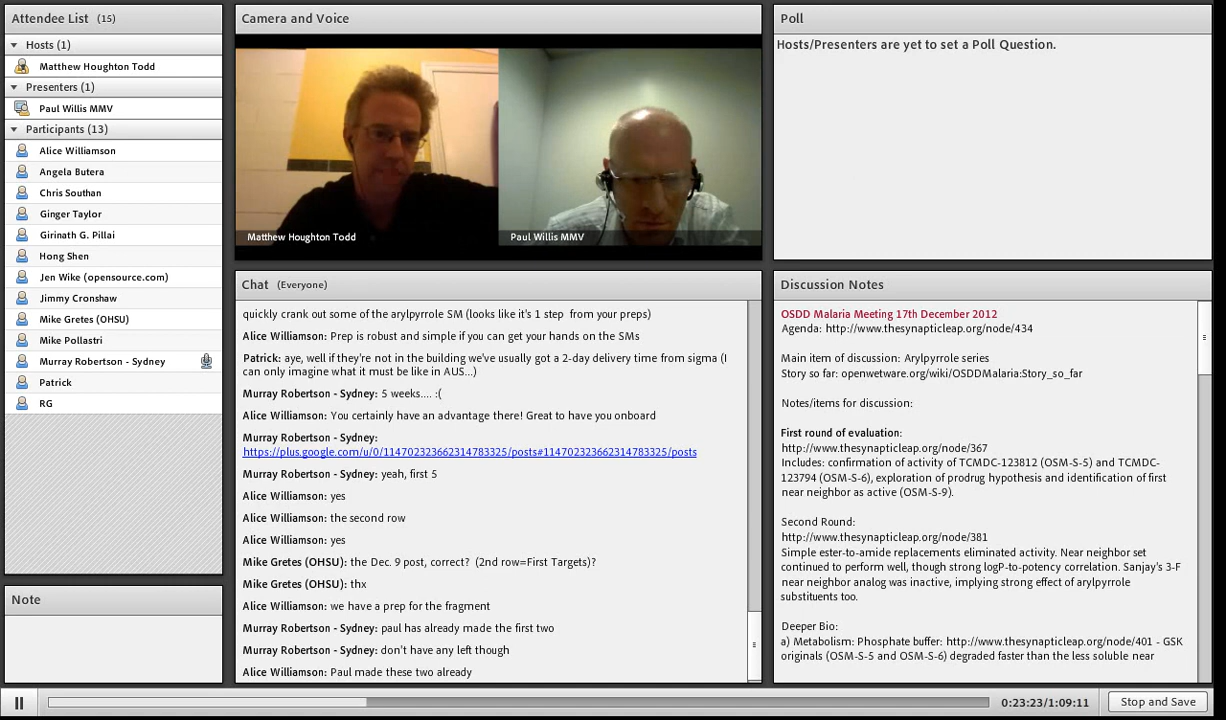 Attendee List (15)
Hosts (1)
Matthew Houghton Todd
Presenters (1)
Paul Willis MMV
Participants (13)
Alice Williamson
Angela Butera
Chris Southan
Ginger Taylor
Girinath G. Pillai
Hong Shen
Jen Wike (opensource.com)
Jimmy Cronshaw
Mike Gretes (OHSU)
Mike Pollastri
Murray Robertson - Sydney
Patrick
RG
Note
Camera and Voice
Matthew Houghton Todd
Paul Willis MMV
Chat (Everyone)
quickly crank out some of the arylpyrrole SM (looks like it's 1 step from your preps)
Alice Williamson: Prep is robust and simple if you can get your hands on the SMs
Patrick: aye, well if they're not in the building we've usually got a 2-day delivery time from sigma (I
can only imagine what it must be like in AUS...)
Murray Robertson - Sydney: 5 weeks.... :(
Alice Williamson: You certainly have an advantage there! Great to have you onboard
Murray Robertson - Sydney:
https://plus.google.com/u/0/114702323662314783325/posts#114702323662314783325/posts
Murray Robertson - Sydney: yeah, first 5
Alice Williamson: yes
Alice Williamson: the second row
Alice Williamson: yes
Mike Gretes (OHSU): the Dec. 9 post, correct? (2nd row=First Targets)?
Mike Gretes (OHSU): thx
Alice Williamson: we have a prep for the fragment
Murray Robertson - Sydney: paul has already made the first two
Murray Robertson - Sydney: don't have any left though
Alice Williamson: Paul made these two already
Poll
Hosts/Presenters are yet to set a Poll Question.
Discussion Notes
OSDD Malaria Meeting 17th December 2012
Agenda: http://www.thesynapticleap.org/node/434
Main item of discussion: Arylpyrrole series
Story so far: openwetware.org/wiki/OSDDMalaria:Story_so_far
Notes/items for discussion:
First round of evaluation:
http://www.thesynapticleap.org/node/367
Includes: confirmation of activity of TCMDC-123812 (OSM-S-5) and TCMDC-
123794 (OSM-S-6), exploration of prodrug hypothesis and identification of first
near neighbor as active (OSM-S-9).
Second Round:
http://www.thesynapticleap.org/node/381
Simple ester-to-amide replacements eliminated activity. Near neighbor set
continued to perform well, though strong logP-to-potency correlation. Sanjay's 3-F
near neighbor analog was inactive, implying strong effect of arylpyrrole
substituents too.
Deeper Bio:
a) Metabolism: Phosphate buffer: http://www.thesynapticleap.org/node/401 - GSK
originals (OSM-S-5 and OSM-S-6) degraded faster than the less soluble near
0:23:23/1:09:11
Stop and Save